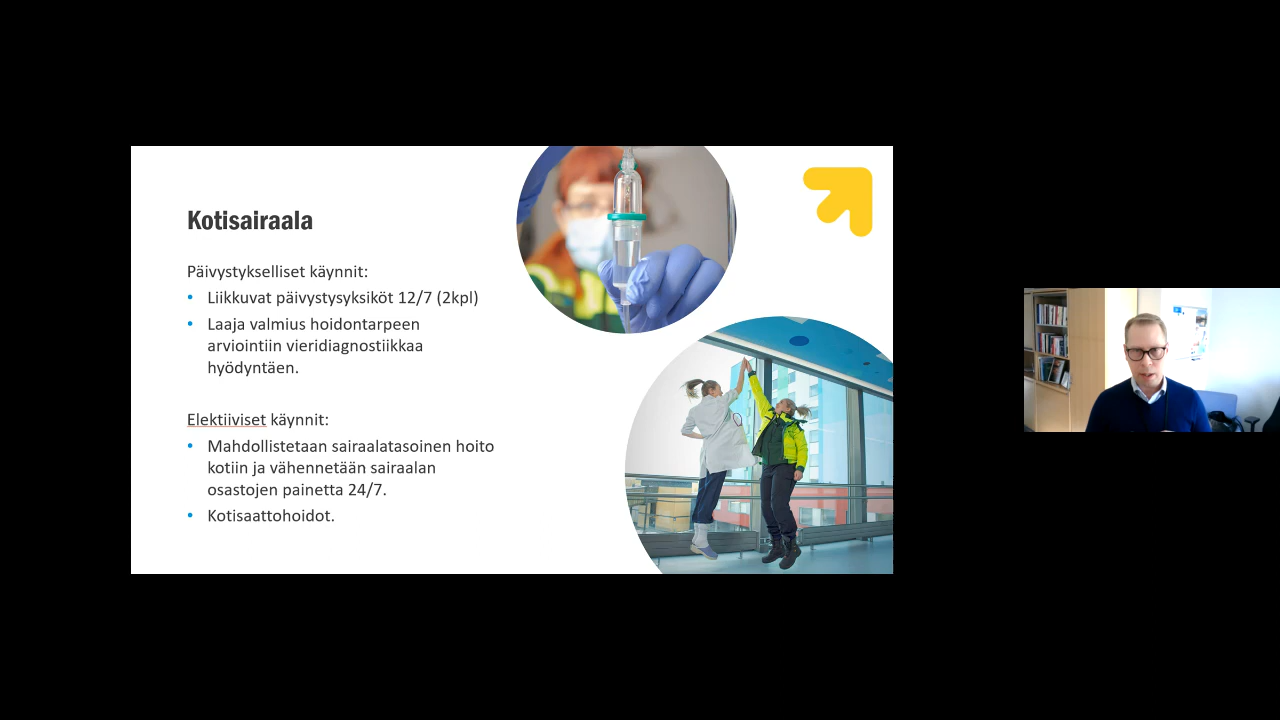 Kotisairaala
Päivystykselliset käynnit:
• Liikkuvat päivystysyksiköt 12/7 (2kpl)
• Laaja valmius hoidontarpeen
arviointiin vieridiagnostiikkaa
hyödyntäen.
Elektiiviset käynnit:
• Mahdollistetaan sairaalatasoinen hoito
kotiin ja vähennetään sairaalan
osastojen painetta 24/7.
• Kotisaattohoidot.